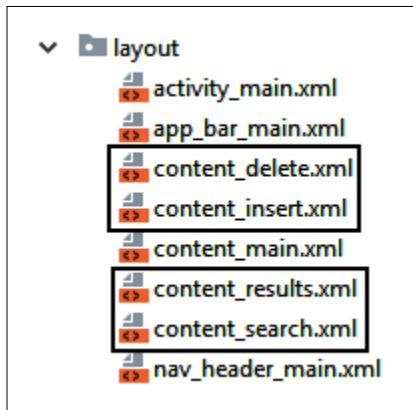 layout
activity_main.xml
app_bar_main.xml
content_delete.xml
content_insert.xml
content_main.xml
content_results.xml
content_search.xml
nav_header_main.xml